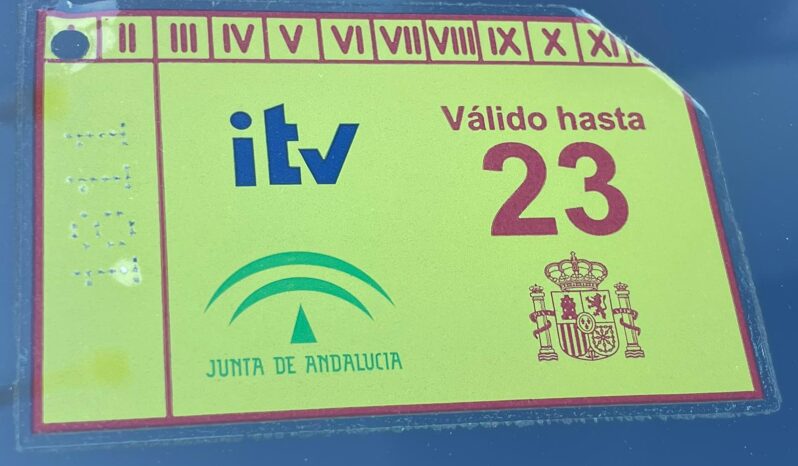 II III IV V VI VII VIII IX X XI
itv
Válido hasta
23
JUNTA DE ANDALUCIA